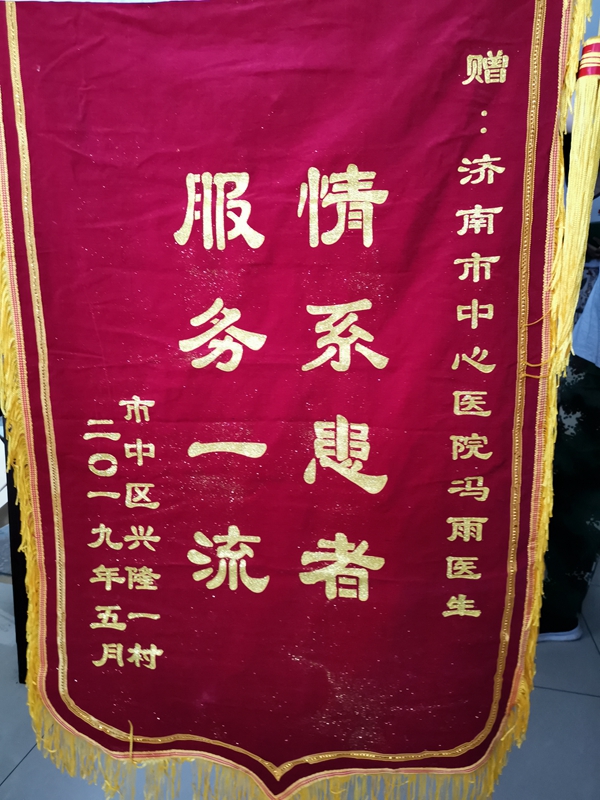 赠：济南市中心医院冯雨医生
情系患者
服务一流
市中区兴隆一村
二〇一九年五月